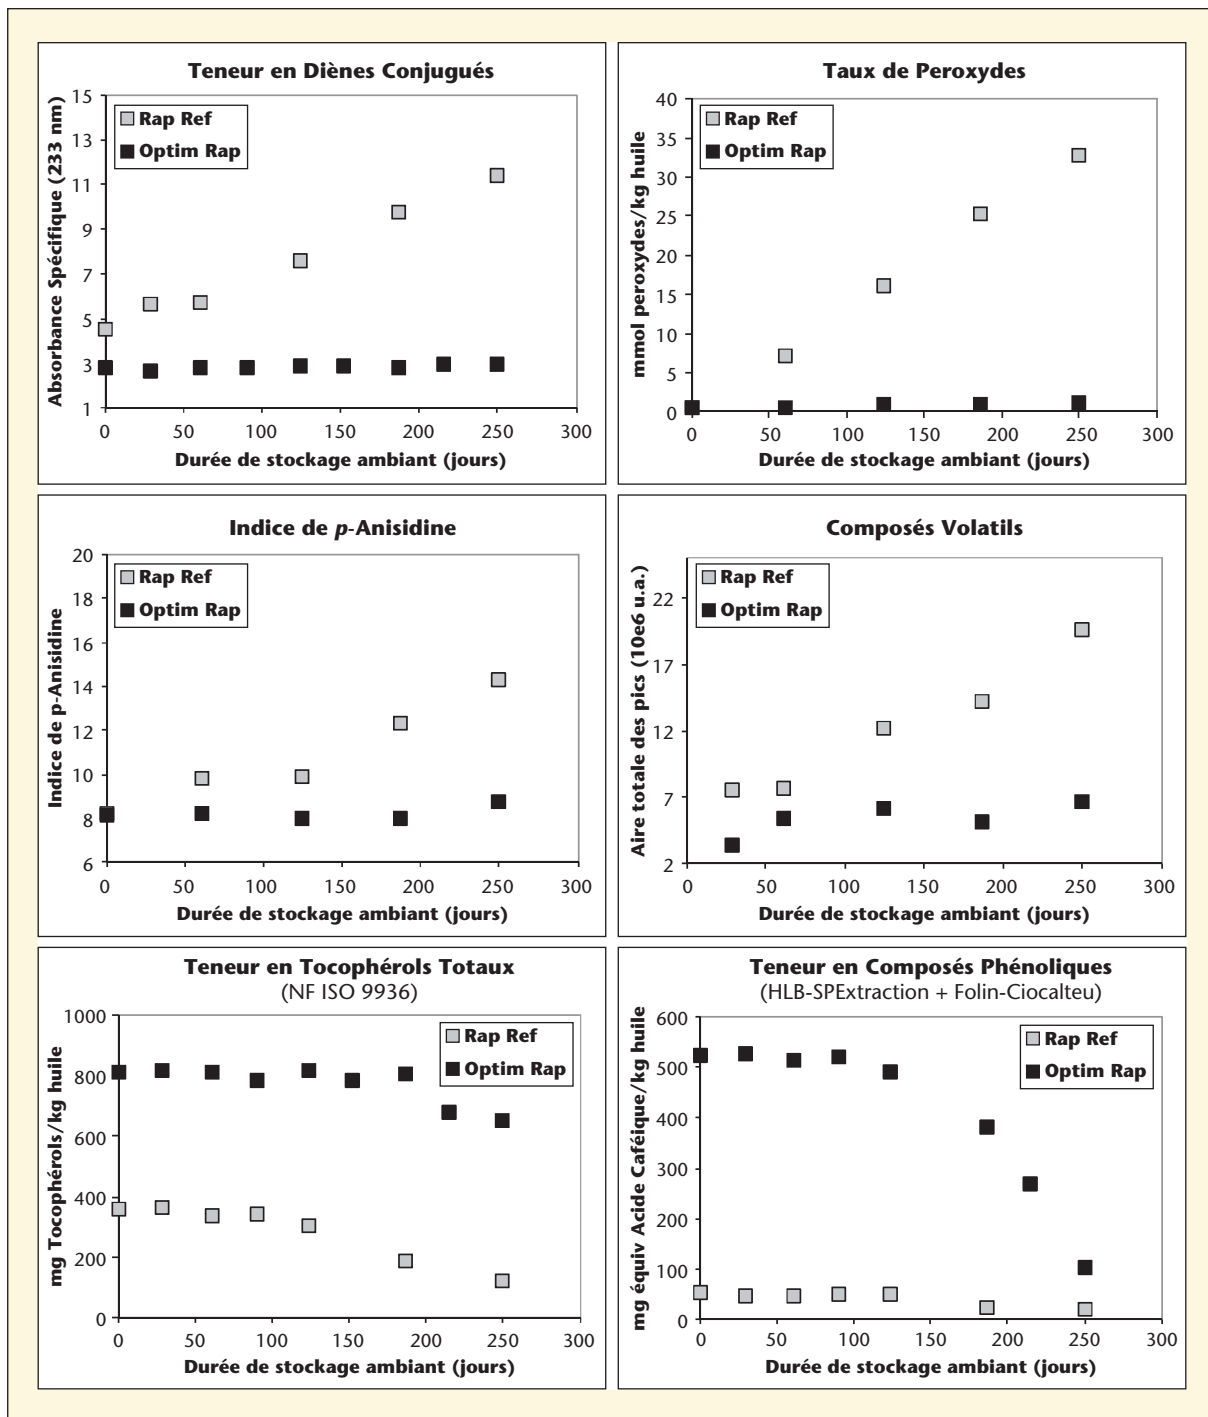 Teneur en Diènes Conjugués
Absorbance Spécifique (233 nm)
15
13
11
9
7
5
3
1
Rap Ref
Optim Rap
0 50 100 150 200 250 300
Durée de stockage ambiant (jours)
Taux de Peroxydes
mmol peroxydes/kg huile
40
35
30
25
20
15
10
5
0
Rap Ref
Optim Rap
0 50 100 150 200 250 300
Durée de stockage ambiant (jours)
Indice de p-Anisidine
Indice de p-Anisidine
20
18
16
14
12
10
8
6
Rap Ref
Optim Rap
0 50 100 150 200 250 300
Durée de stockage ambiant (jours)
Composés Volatils
Aire totale des pics (10e6 u.a.)
22
17
12
7
2
Rap Ref
Optim Rap
0 50 100 150 200 250 300
Durée de stockage ambiant (jours)
Teneur en Tocophérols Totaux
(NF ISO 9936)
mg Tocophérols/kg huile
1000
800
600
400
200
0
Rap Ref
Optim Rap
0 50 100 150 200 250 300
Durée de stockage ambiant (jours)
Teneur en Composés Phénoliques
(HLB-SPExtraction + Folin-Ciocalteu)
mg équiv Acide Caféique/kg huile
600
500
400
300
200
100
0
Rap Ref
Optim Rap
0 50 100 150 200 250 300
Durée de stockage ambiant (jours)